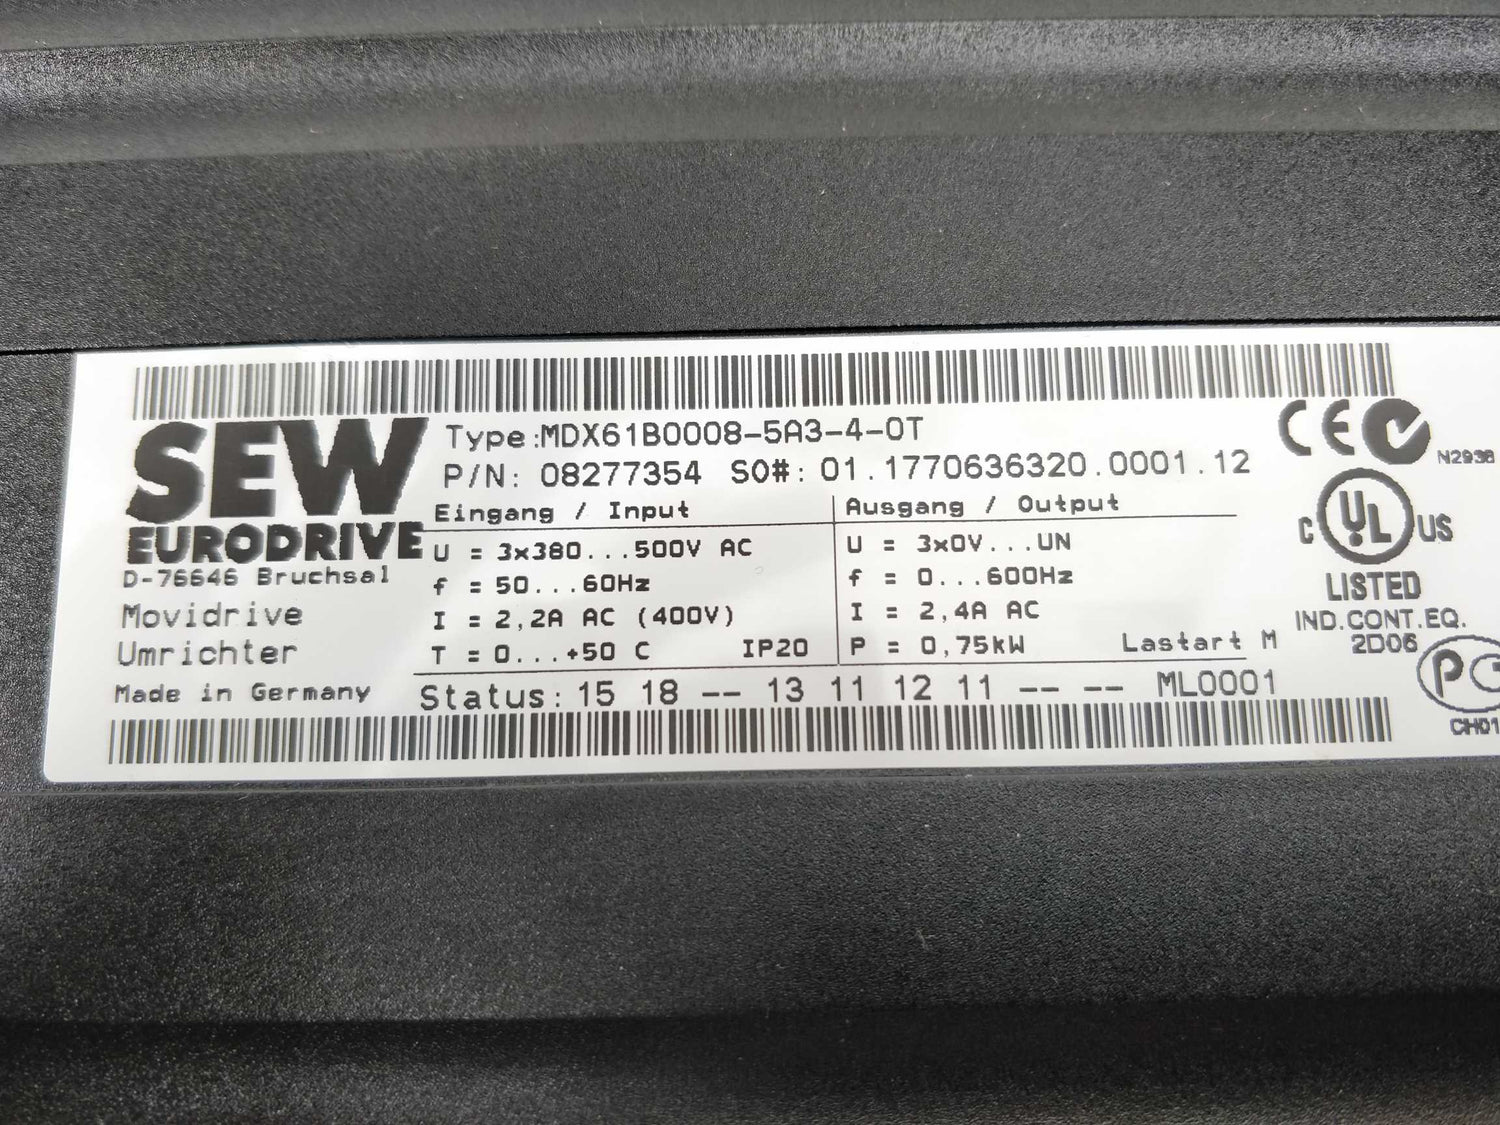 SEW
EURODRIVE
D-76646 Bruchsal
Movidrive
Umrichter
Made in Germany
Type:MDX61B0008-5A3-4-0T
P/N: 08277354 SO#: 01.1770636320.0001.12
Eingang / Input
U = 3x380...500V AC
f = 50...60Hz
I = 2,2A AC (400V)
T = 0...+50 C IP20
Ausgang / Output
U = 3x0V...UN
f = 0...600Hz
I = 2,4A AC
P = 0,75kW Lastart M
Status: 15 18 -- 13 11 12 11 -- -- ML0001
CE
N2936
C UL US
LISTED
IND.CONT.EQ.
2D06
CH01